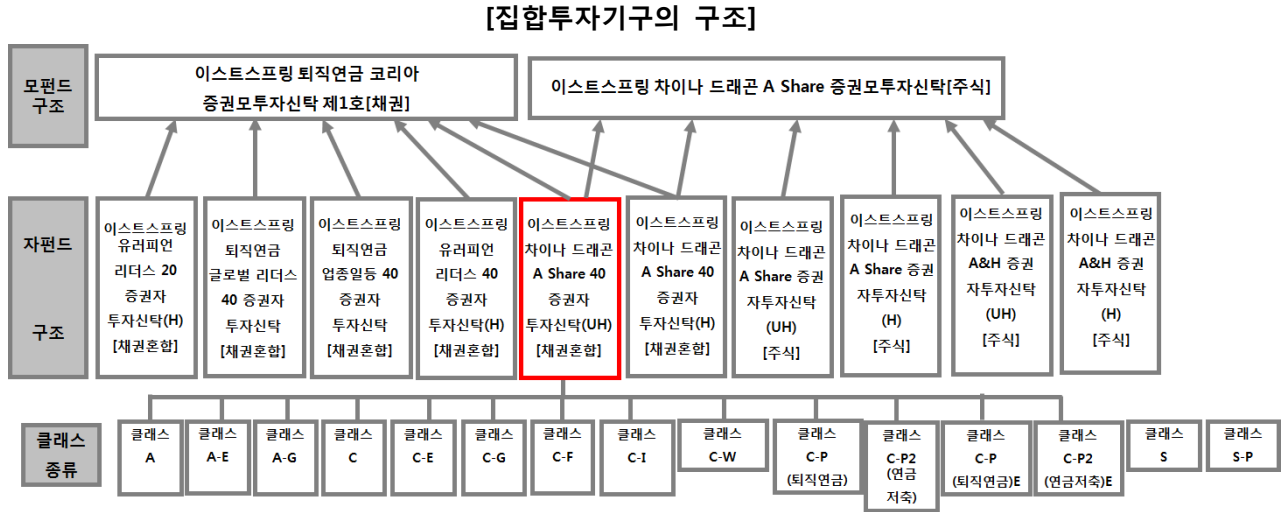 [집합투자기구의 구조]
모펀드
구조
이스트스프링 퇴직연금 코리아
증권모투자신탁 제1호[채권]
이스트스프링 차이나 드래곤 A Share 증권모투자신탁[주식]
자펀드
구조
이스트스프링
유러피언
리더스 20
증권자
투자신탁(H)
[채권혼합]
이스트스프링
퇴직연금
글로벌 리더스
40 증권자
투자신탁
[채권혼합]
이스트스프링
퇴직연금
업종일등 40
증권자
투자신탁
[채권혼합]
이스트스프링
유러피언
리더스 40
증권자
투자신탁(H)
[채권혼합]
이스트스프링
차이나 드래곤
A Share 40
증권자
투자신탁(UH)
[채권혼합]
이스트스프링
차이나 드래곤
A Share 40
증권자
투자신탁(H)
[채권혼합]
이스트스프링
차이나 드래곤
A Share 증권
자투자신탁
(UH)
[주식]
이스트스프링
차이나 드래곤
A Share 증권
자투자신탁
(H)
[주식]
이스트스프링
차이나 드래곤
A&H 증권
자투자신탁
(UH)
[주식]
이스트스프링
차이나 드래곤
A&H 증권
자투자신탁
(H)
[주식]
클래스
종류
클래스
A
클래스
A-E
클래스
A-G
클래스
C
클래스
C-E
클래스
C-G
클래스
C-F
클래스
C-I
클래스
C-W
클래스
C-P
(퇴직연금)
클래스
C-P2
(연금
저축)
클래스
C-P
(퇴직연금)E
클래스
C-P2
(연금저축)E
클래스
S
클래스
S-P